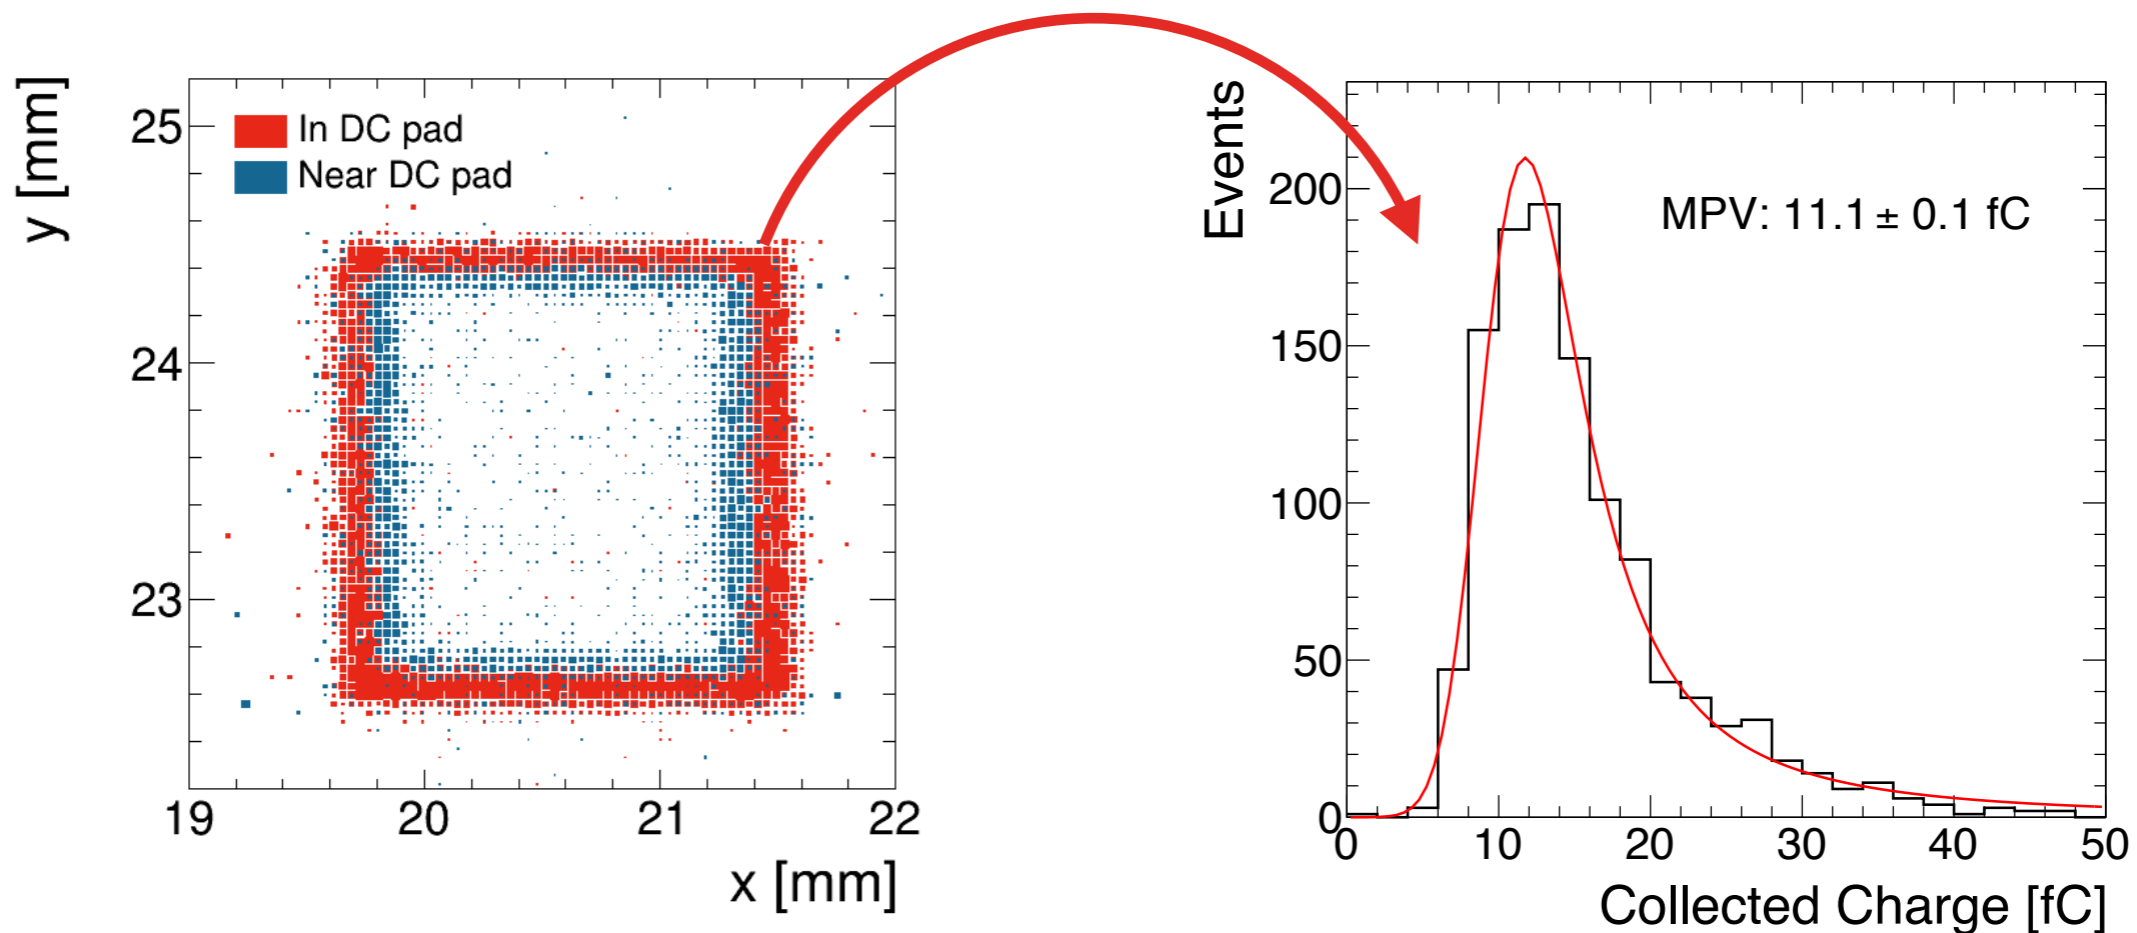 y [mm]
25
24
23
In DC pad
Near DC pad
19 20 21 22
x [mm]
Events
200
150
100
50
0
MPV: 11.1 ± 0.1 fC
0 10 20 30 40 50
Collected Charge [fC]